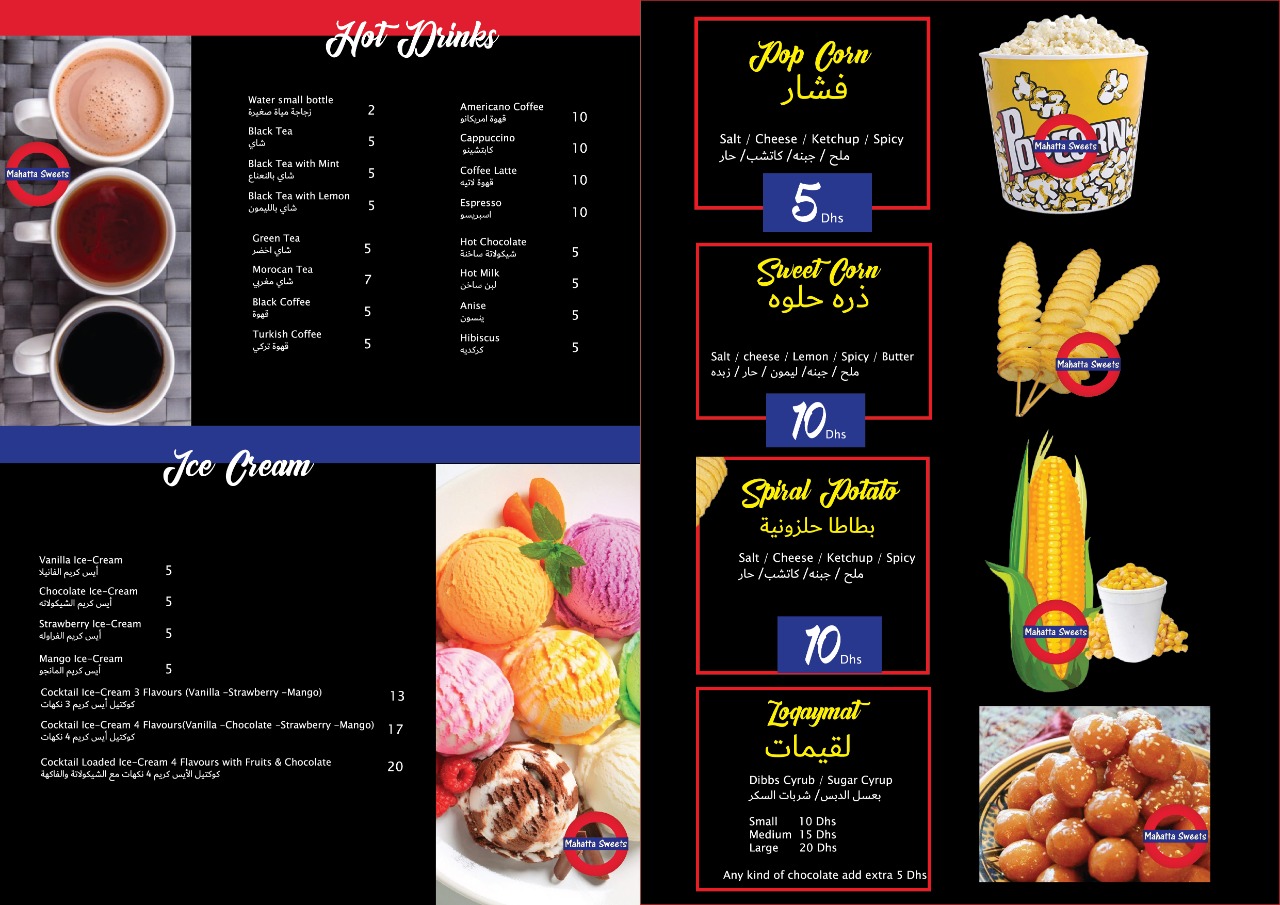 Hot Drinks
Mahatta Sweets
Water small bottle 2
زجاجة مياة صغيرة
Black Tea 5
شاي
Black Tea with Mint 5
شاي بالنعناع
Black Tea with Lemon 5
شاي بالليمون
Green Tea 5
شاي اخضر
Morocan Tea 7
شاي مغربي
Black Coffee 5
قهوة
Turkish Coffee 5
قهوة تركي
Americano Coffee 10
قهوة امريكانو
Cappuccino 10
كابتشينو
Coffee Latte 10
قهوة لاتيه
Espresso 10
اسبريسو
Hot Chocolate 5
شيكولاتة ساخنة
Hot Milk 5
لبن ساخن
Anise 5
ينسون
Hibiscus 5
كركديه
Ice Cream
Vanilla Ice-Cream 5
أيس كريم الفانيلا
Chocolate Ice-Cream 5
أيس كريم الشيكولاته
Strawberry Ice-Cream 5
أيس كريم الفراوله
Mango Ice-Cream 5
أيس كريم المانجو
Cocktail Ice-Cream 3 Flavours (Vanilla -Strawberry -Mango) 13
كوكتيل أيس كريم 3 نكهات
Cocktail Ice-Cream 4 Flavours(Vanilla -Chocolate -Strawberry -Mango) 17
كوكتيل أيس كريم 4 نكهات
Cocktail Loaded Ice-Cream 4 Flavours with Fruits & Chocolate 20
كوكتيل الأيس كريم 4 نكهات مع الشيكولاتة والفاكهة
Mahatta Sweets
Pop Corn
فشار
Salt / Cheese / Ketchup / Spicy
ملح / جبنه/ كاتشب/ حار
5 Dhs
POPCORN
Mahatta Sweets
Sweet Corn
ذره حلوه
Salt / cheese / Lemon / Spicy / Butter
ملح / جبنه/ ليمون / حار / زبده
10 Dhs
Mahatta Sweets
Spiral Potato
بطاطا حلزونية
Salt / Cheese / Ketchup / Spicy
ملح / جبنه/ كاتشب/ حار
10 Dhs
Mahatta Sweets
Loqaymat
لقيمات
Dibbs Cyrub / Sugar Cyrup
بعسل الدبس/ شربات السكر
Small 10 Dhs
Medium 15 Dhs
Large 20 Dhs
Any kind of chocolate add extra 5 Dhs
Mahatta Sweets